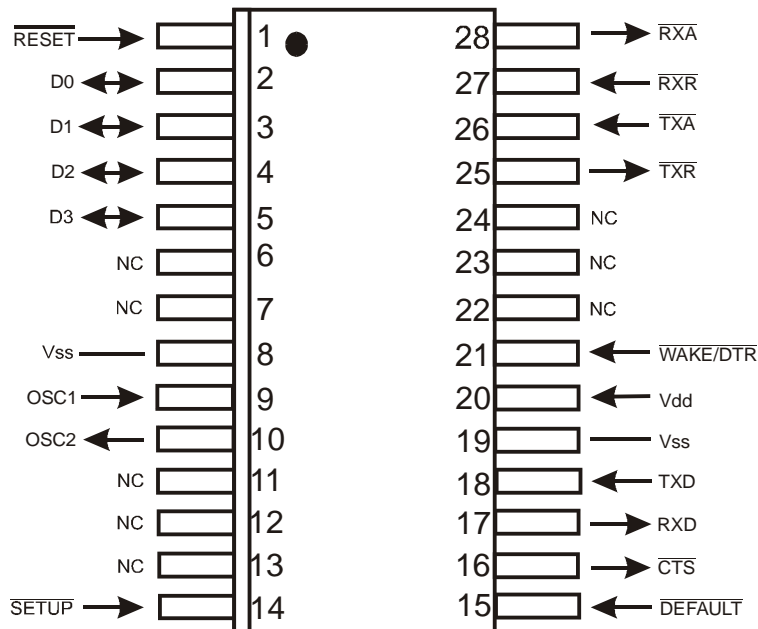 RESET 1 28 RXA
D0 2 27 RXR
D1 3 26 TXA
D2 4 25 TXR
D3 5 24 NC
NC 6 23 NC
NC 7 22 NC
Vss 8 21 WAKE/DTR
OSC1 9 20 Vdd
OSC2 10 19 Vss
NC 11 18 TXD
NC 12 17 RXD
NC 13 16 CTS
SETUP 14 15 DEFAULT